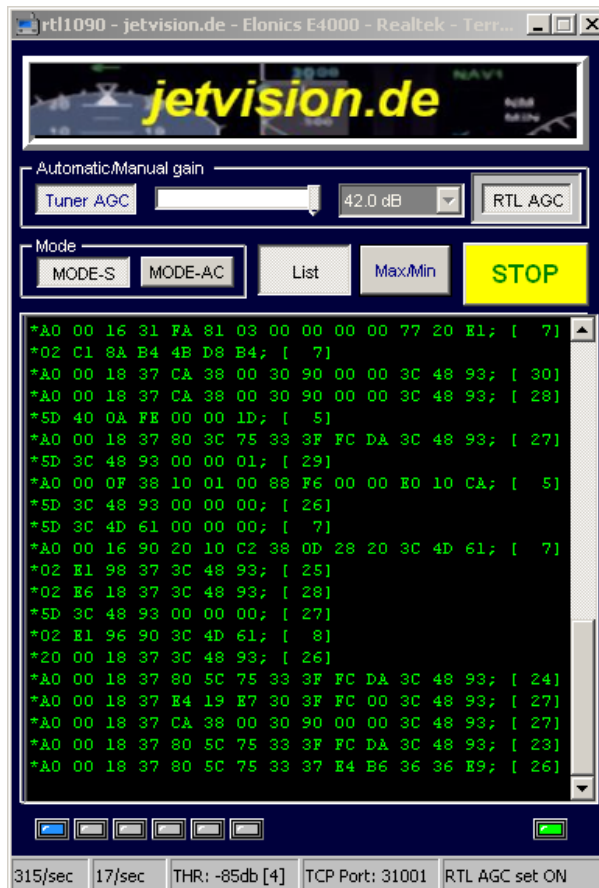 rtl1090 - jetvision.de - Elonics E4000 - Realtek - Terr...
3000
NAV1
jetvision.de
NM
MIN
Automatic/Manual gain
Tuner AGC
42.0 dB
RTL AGC
Mode
MODE-S
MODE-AC
List
Max/Min
STOP
*A0 00 16 31 FA 81 03 00 00 00 00 77 20 E1; [ 7]
*02 C1 8A B4 4B D8 B4; [ 7]
*A0 00 18 37 CA 38 00 30 90 00 00 3C 48 93; [ 30]
*A0 00 18 37 CA 38 00 30 90 00 00 3C 48 93; [ 28]
*5D 40 0A FE 00 00 1D; [ 5]
*A0 00 18 37 80 3C 75 33 3F FC DA 3C 48 93; [ 27]
*5D 3C 48 93 00 00 01; [ 29]
*A0 00 0F 38 10 01 00 88 F6 00 00 E0 10 CA; [ 5]
*5D 3C 48 93 00 00 00; [ 26]
*5D 3C 4D 61 00 00 00; [ 7]
*A0 00 16 90 20 10 C2 38 0D 28 20 3C 4D 61; [ 7]
*02 E1 98 37 3C 48 93; [ 25]
*02 E6 18 37 3C 48 93; [ 28]
*5D 3C 48 93 00 00 00; [ 27]
*02 E1 96 90 3C 4D 61; [ 8]
*20 00 18 37 3C 48 93; [ 26]
*A0 00 18 37 80 5C 75 33 3F FC DA 3C 48 93; [ 24]
*A0 00 18 37 E4 19 E7 30 3F FC 00 3C 48 93; [ 27]
*A0 00 18 37 CA 38 00 30 90 00 00 3C 48 93; [ 27]
*A0 00 18 37 80 5C 75 33 3F FC DA 3C 48 93; [ 23]
*A0 00 18 37 80 5C 75 33 37 E4 B6 36 36 E9; [ 26]
315/sec
17/sec
THR: -85db [4]
TCP Port: 31001
RTL AGC set ON